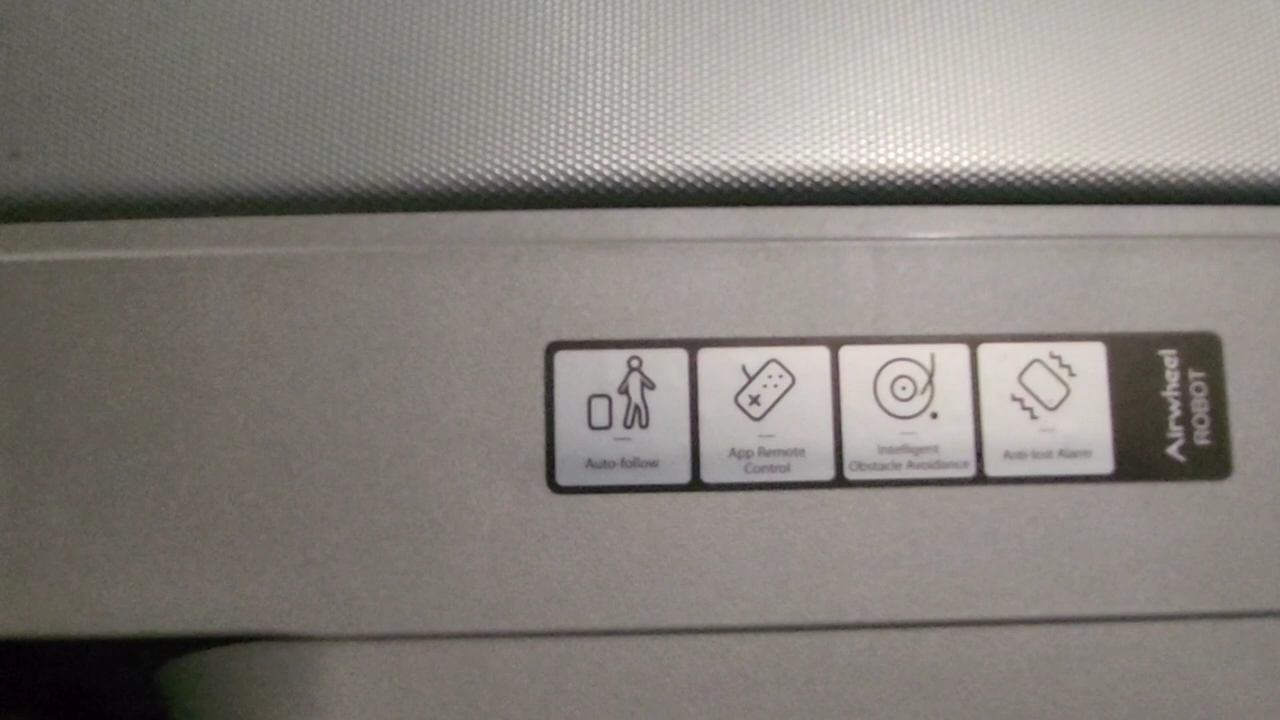 Auto-follow
App Remote
Control
Intelligent
Obstacle Avoidance
Anti-lost Alarm
Airwheel
ROBOT